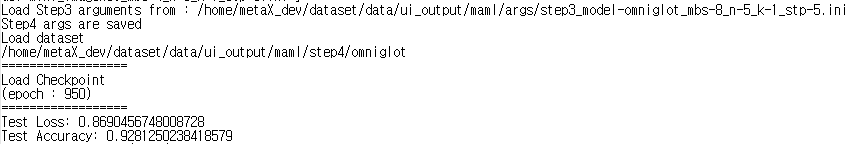 Load Step3 arguments from : /home/metaX_dev/dataset/data/ui_output/maml/args/step3_model-omniglot_mbs-8_n-5_k-1_stp-5.ini
Step4 args are saved
Load dataset
/home/metaX_dev/dataset/data/ui_output/maml/step4/omniglot
==================
Load Checkpoint
(epoch : 950)
==================
Test Loss: 0.8690456748008728
Test Accuracy: 0.9281250238418579